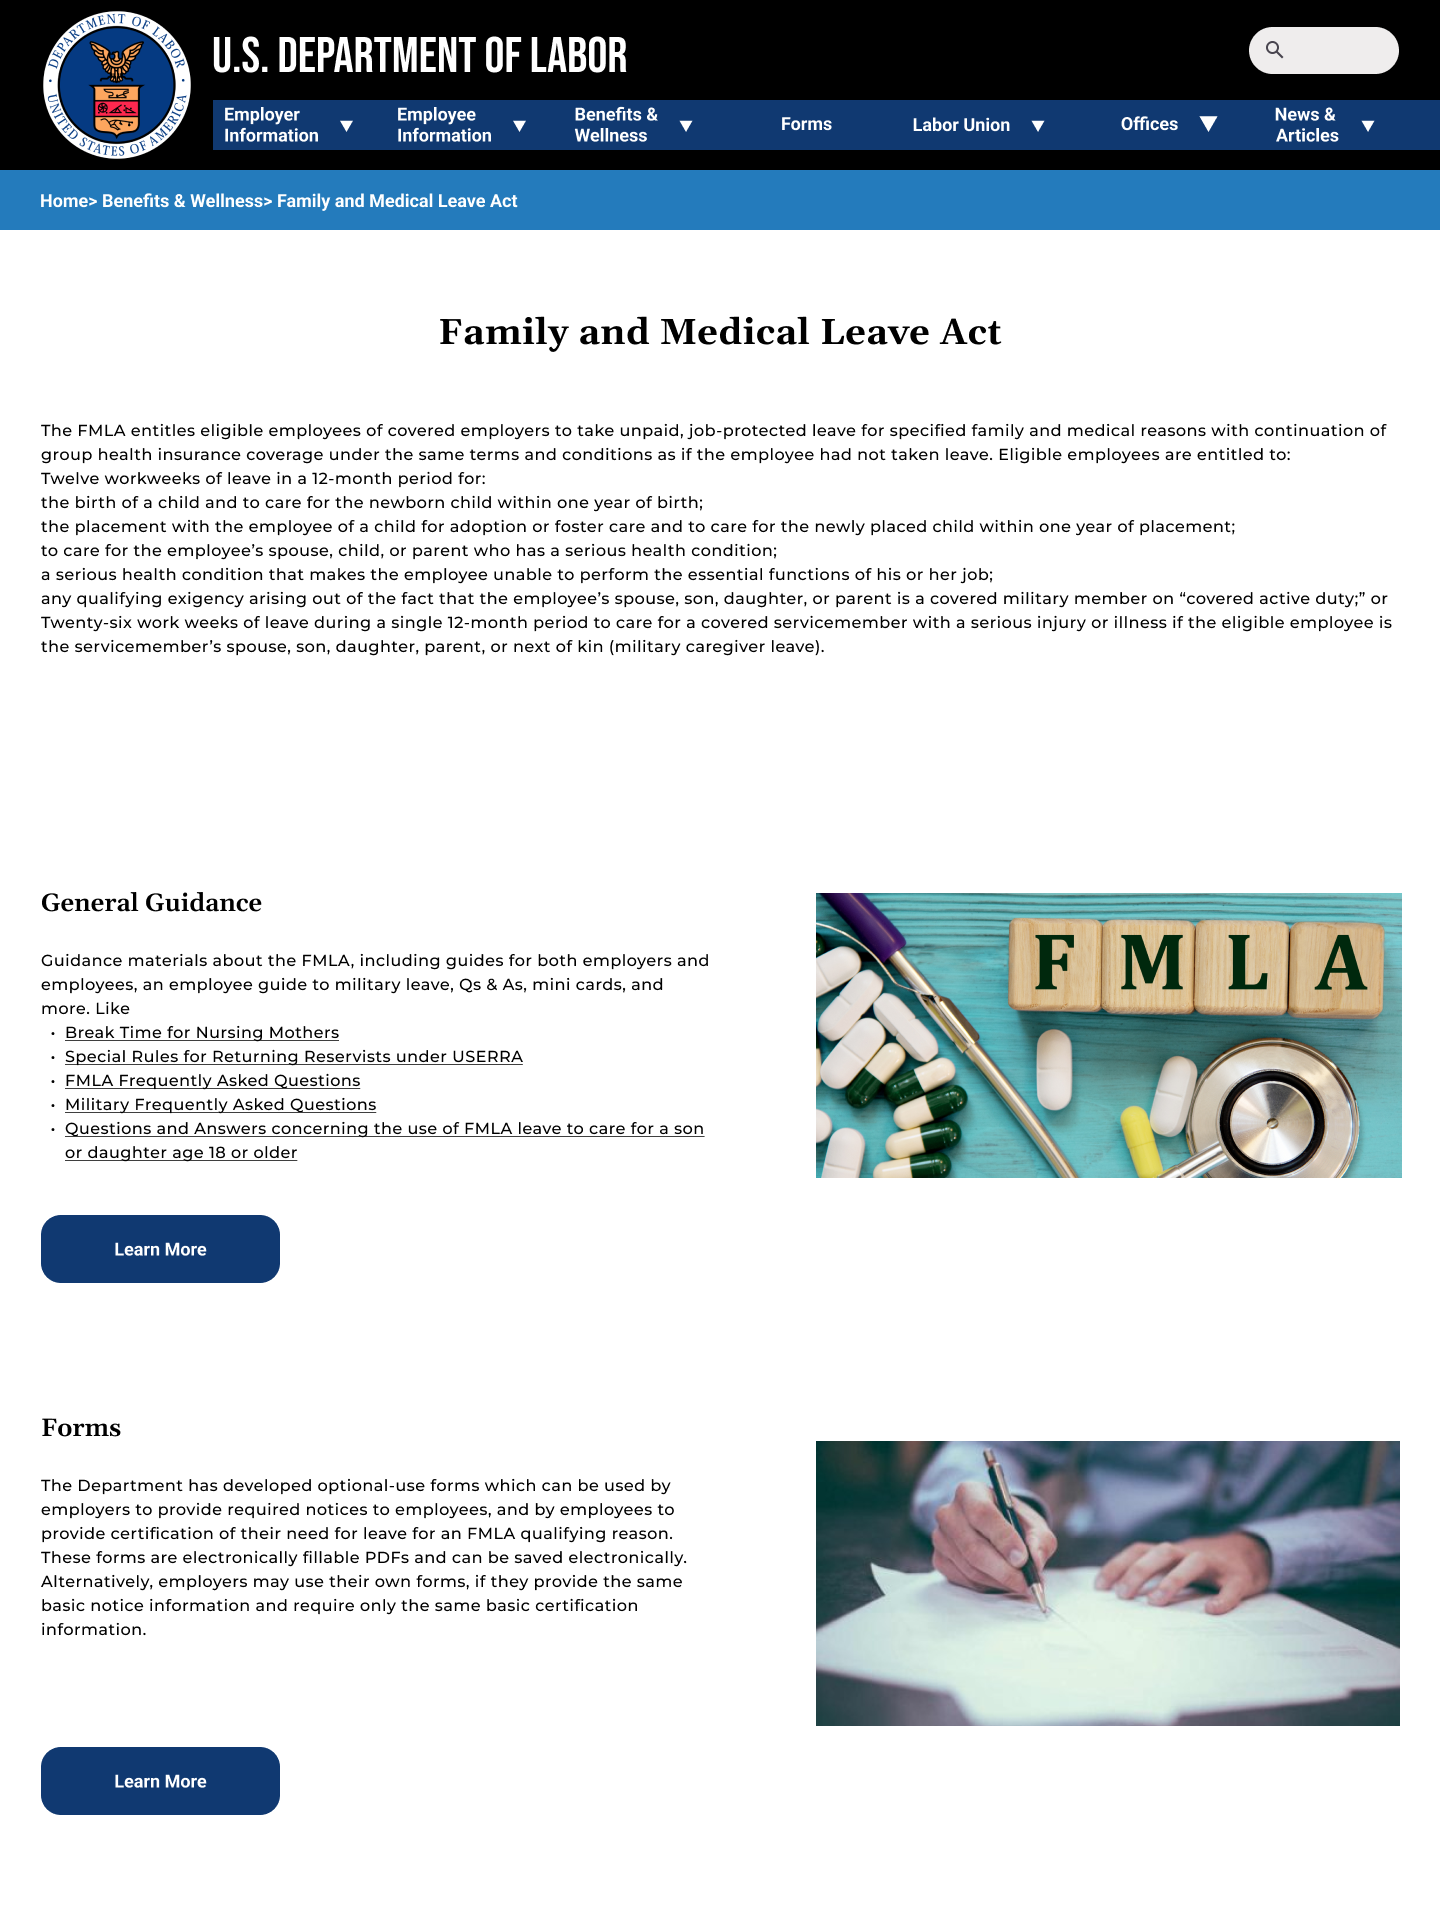 DEPARTMENT OF LABOR
UNITED STATES OF AMERICA
U.S. DEPARTMENT OF LABOR
Employer
Information
Employee
Information
Benefits &
Wellness
Forms
Labor Union
Offices
News &
Articles
Home> Benefits & Wellness> Family and Medical Leave Act
Family and Medical Leave Act
The FMLA entitles eligible employees of covered employers to take unpaid, job-protected leave for specified family and medical reasons with continuation of
group health insurance coverage under the same terms and conditions as if the employee had not taken leave. Eligible employees are entitled to:
Twelve workweeks of leave in a 12-month period for:
the birth of a child and to care for the newborn child within one year of birth;
the placement with the employee of a child for adoption or foster care and to care for the newly placed child within one year of placement;
to care for the employee’s spouse, child, or parent who has a serious health condition;
a serious health condition that makes the employee unable to perform the essential functions of his or her job;
any qualifying exigency arising out of the fact that the employee’s spouse, son, daughter, or parent is a covered military member on “covered active duty;” or
Twenty-six work weeks of leave during a single 12-month period to care for a covered servicemember with a serious injury or illness if the eligible employee is
the servicemember’s spouse, son, daughter, parent, or next of kin (military caregiver leave).
General Guidance
Guidance materials about the FMLA, including guides for both employers and
employees, an employee guide to military leave, Qs & As, mini cards, and
more. Like
• Break Time for Nursing Mothers
• Special Rules for Returning Reservists under USERRA
• FMLA Frequently Asked Questions
• Military Frequently Asked Questions
• Questions and Answers concerning the use of FMLA leave to care for a son
or daughter age 18 or older
Learn More
F M L A
Forms
The Department has developed optional-use forms which can be used by
employers to provide required notices to employees, and by employees to
provide certification of their need for leave for an FMLA qualifying reason.
These forms are electronically fillable PDFs and can be saved electronically.
Alternatively, employers may use their own forms, if they provide the same
basic notice information and require only the same basic certification
information.
Learn More